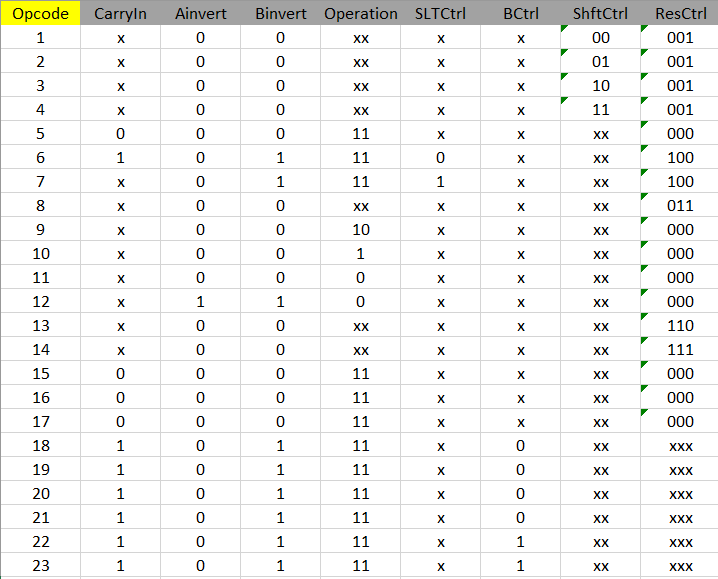 Opcode CarryIn Ainvert Binvert Operation SLTCtrl BCtrl ShftCtrl ResCtrl
1 x 0 0 xx x x 00 001
2 x 0 0 xx x x 01 001
3 x 0 0 xx x x 10 001
4 x 0 0 xx x x 11 001
5 0 0 0 11 x x xx 000
6 1 0 1 11 0 x xx 100
7 x 0 1 11 1 x xx 100
8 x 0 0 xx x x xx 011
9 x 0 0 10 x x xx 000
10 x 0 0 1 x x xx 000
11 x 0 0 0 x x xx 000
12 x 1 1 0 x x xx 000
13 x 0 0 xx x x xx 110
14 x 0 0 xx x x xx 111
15 0 0 0 11 x x xx 000
16 0 0 0 11 x x xx 000
17 0 0 0 11 x x xx 000
18 1 0 1 11 x 0 xx xxx
19 1 0 1 11 x 0 xx xxx
20 1 0 1 11 x 0 xx xxx
21 1 0 1 11 x 0 xx xxx
22 1 0 1 11 x 1 xx xxx
23 1 0 1 11 x 1 xx xxx